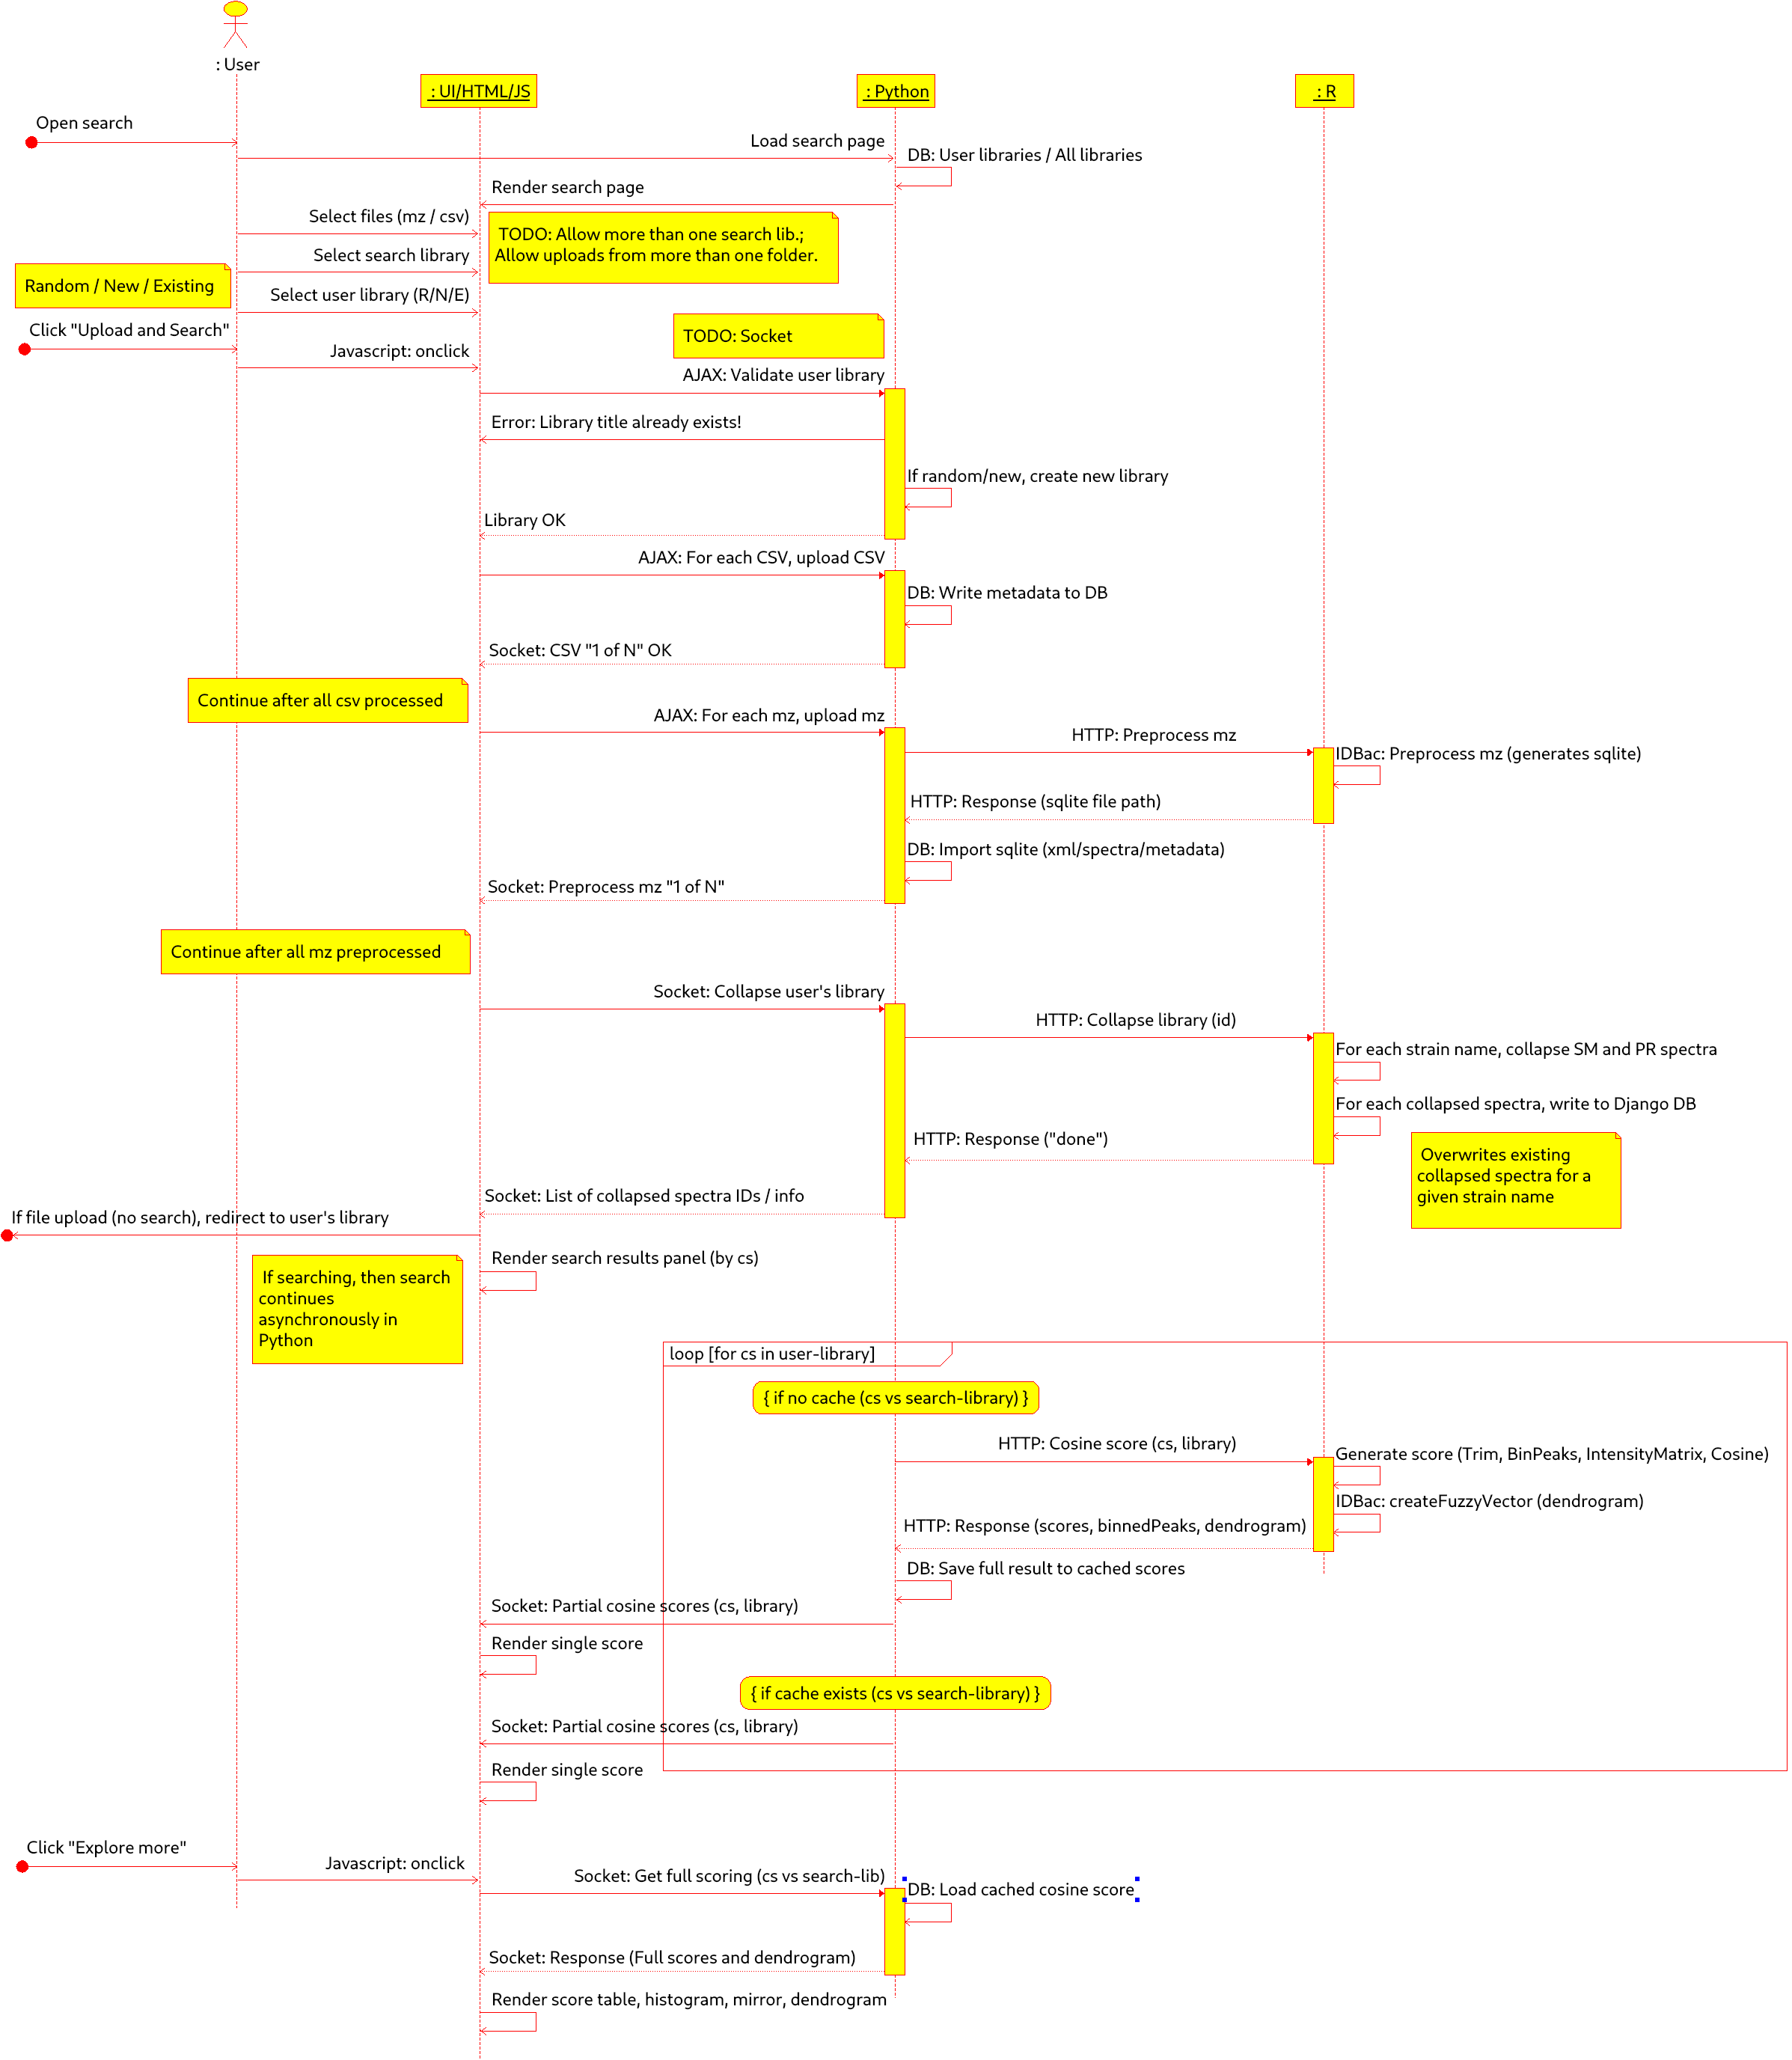 : User
: UI/HTML/JS
: Python
: R
Open search
Load search page
DB: User libraries / All libraries
Render search page
Select files (mz / csv)
TODO: Allow more than one search lib.;
Allow uploads from more than one folder.
Select search library
Random / New / Existing
Select user library (R/N/E)
Click "Upload and Search"
TODO: Socket
Javascript: onclick
AJAX: Validate user library
Error: Library title already exists!
If random/new, create new library
Library OK
AJAX: For each CSV, upload CSV
DB: Write metadata to DB
Socket: CSV "1 of N" OK
Continue after all csv processed
AJAX: For each mz, upload mz
HTTP: Preprocess mz
IDBac: Preprocess mz (generates sqlite)
HTTP: Response (sqlite file path)
DB: Import sqlite (xml/spectra/metadata)
Socket: Preprocess mz "1 of N"
Continue after all mz preprocessed
Socket: Collapse user's library
HTTP: Collapse library (id)
For each strain name, collapse SM and PR spectra
For each collapsed spectra, write to Django DB
HTTP: Response ("done")
Overwrites existing
collapsed spectra for a
given strain name
Socket: List of collapsed spectra IDs / info
If file upload (no search), redirect to user's library
Render search results panel (by cs)
If searching, then search
continues
asynchronously in
Python
loop [for cs in user-library]
{ if no cache (cs vs search-library) }
HTTP: Cosine score (cs, library)
Generate score (Trim, BinPeaks, IntensityMatrix, Cosine)
IDBac: createFuzzyVector (dendrogram)
HTTP: Response (scores, binnedPeaks, dendrogram)
DB: Save full result to cached scores
Socket: Partial cosine scores (cs, library)
Render single score
{ if cache exists (cs vs search-library) }
Socket: Partial cosine scores (cs, library)
Render single score
Click "Explore more"
Javascript: onclick
Socket: Get full scoring (cs vs search-lib)
DB: Load cached cosine score
Socket: Response (Full scores and dendrogram)
Render score table, histogram, mirror, dendrogram